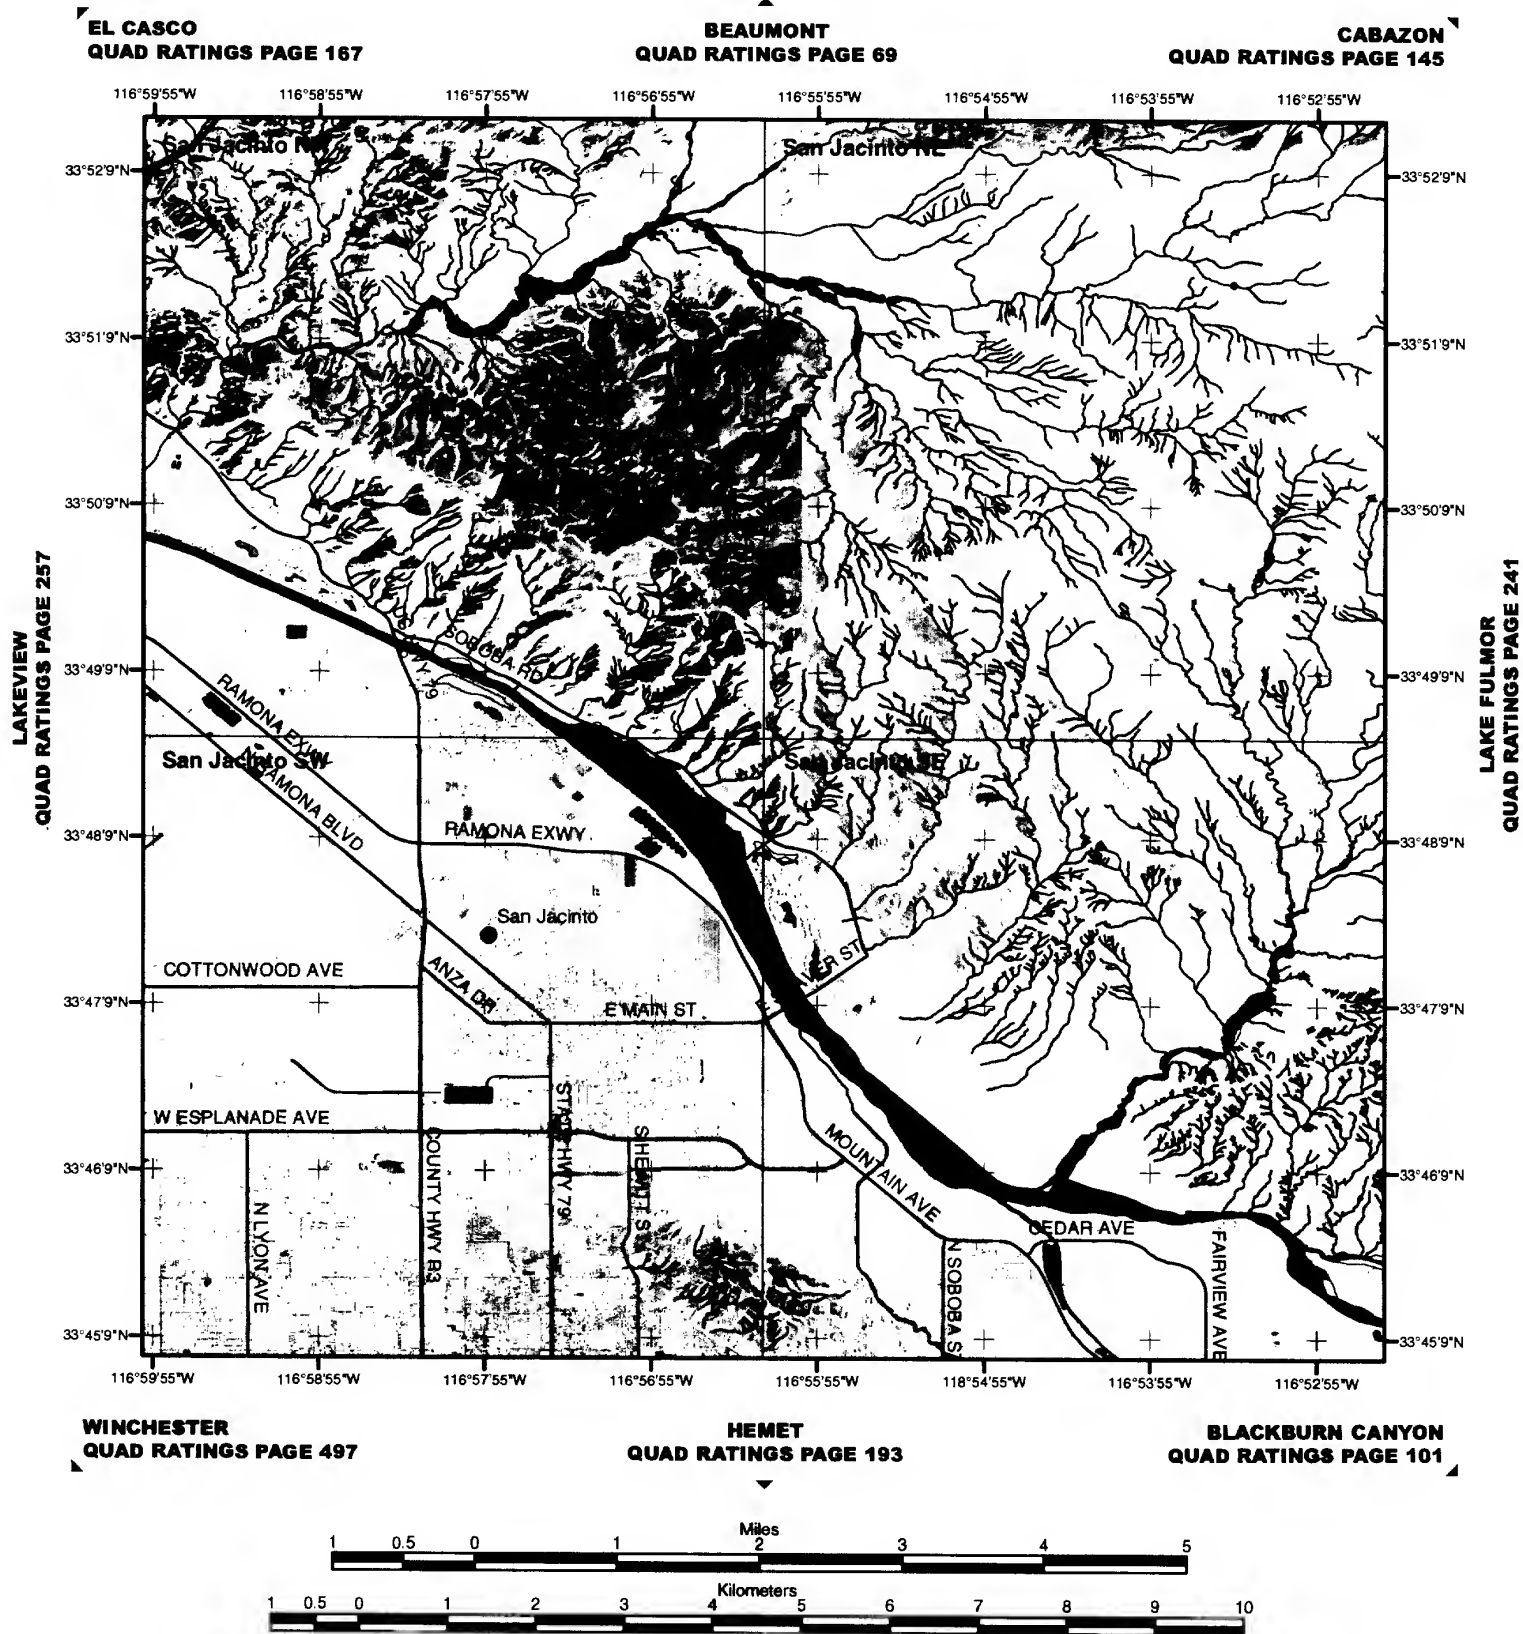 EL CASCO
QUAD RATINGS PAGE 167
BEAUMONT
QUAD RATINGS PAGE 69
CABAZON
QUAD RATINGS PAGE 145
116°59'55"W
116°58'55"W
116°57'55"W
116°56'55"W
116°55'55"W
116°54'55"W
116°53'55"W
116°52'55"W
San Jacinto
San Jacinto NE
33°52'9"N
33°52'9"N
33°51'9"N
33°51'9"N
33°50'9"N
33°50'9"N
LAKEVIEW
QUAD RATINGS PAGE 257
LAKE FULMOR
QUAD RATINGS PAGE 241
SOBOBA RD
33°49'9"N
33°49'9"N
RAMONA EXWY
San Jacinto SW
San Jacinto SE
RAMONA BLVD
RAMONA EXWY
33°48'9"N
33°48'9"N
San Jacinto
COTTONWOOD AVE
ANZA DR
E MAIN ST
33°47'9"N
33°47'9"N
W ESPLANADE AVE
STATE HWY 79
COUNTY HWY R3
MOUNTAIN AVE
33°46'9"N
33°46'9"N
N LYON AVE
CEDAR AVE
N SOBOBA ST
FAIRVIEW AVE
33°45'9"N
33°45'9"N
116°59'55"W
116°58'55"W
116°57'55"W
116°56'55"W
116°55'55"W
118°54'55"W
116°53'55"W
116°52'55"W
WINCHESTER
QUAD RATINGS PAGE 497
HEMET
QUAD RATINGS PAGE 193
BLACKBURN CANYON
QUAD RATINGS PAGE 101
Miles
1 0.5 0 1 2 3 4 5
Kilometers
1 0.5 0 1 2 3 4 5 6 7 8 9 10